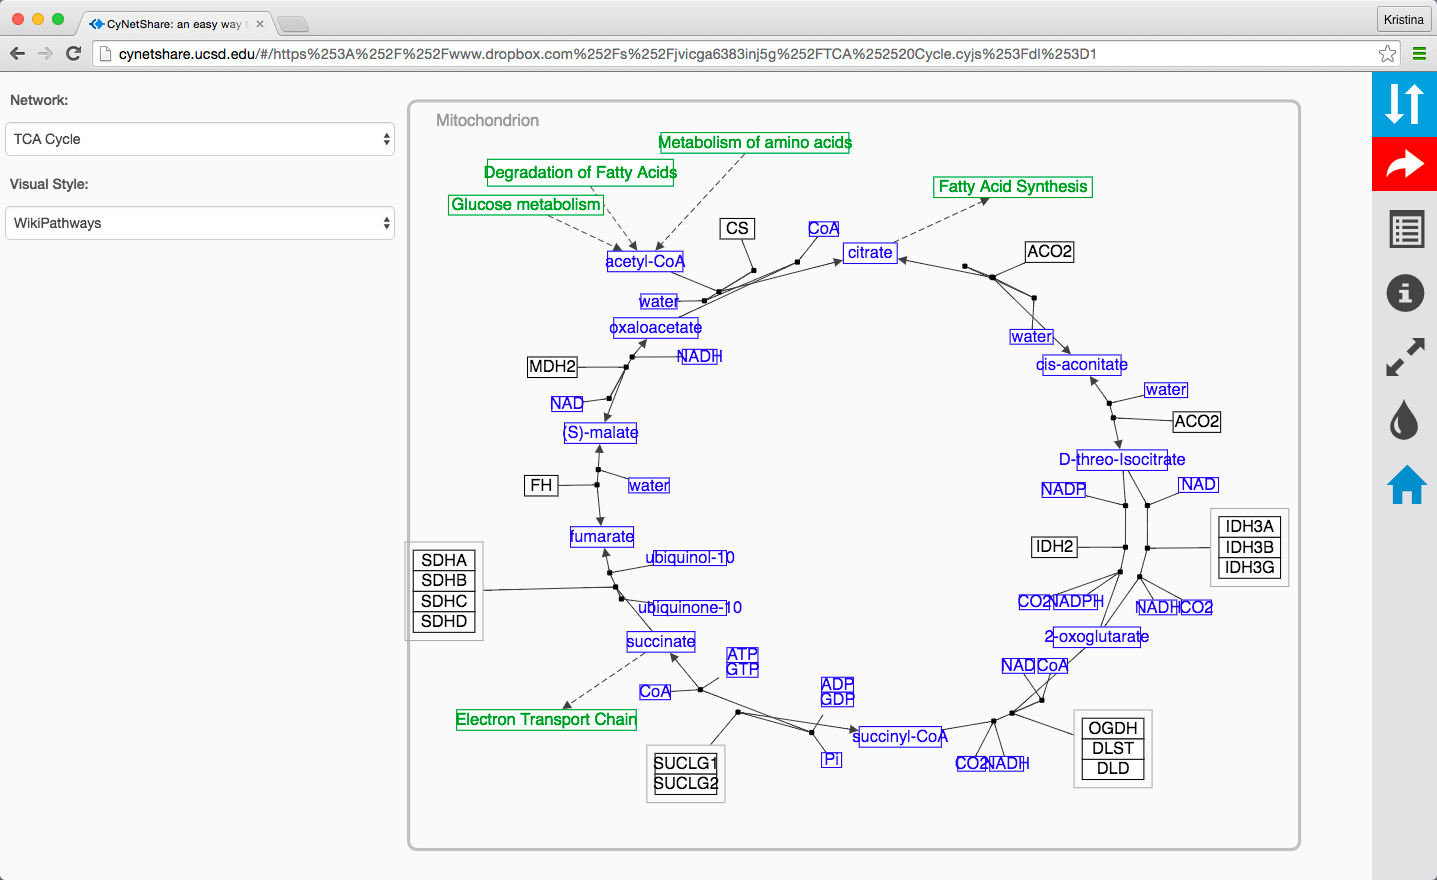 CyNetShare: an easy way t
Kristina
cynetshare.ucsd.edu/#/https%253A%252F%252Fwww.dropbox.com%252Fs%252Fjvicga6383inj5g%252FTCA%252520Cycle.cyjs%253Fdl%253D1
Network:
TCA Cycle
Visual Style:
WikiPathways
Mitochondrion
Metabolism of amino acids
Degradation of Fatty Acids
Glucose metabolism
Fatty Acid Synthesis
CS
CoA
citrate
ACO2
acetyl-CoA
water
oxaloacetate
water
NADH
MDH2
cis-aconitate
NAD
water
ACO2
(S)-malate
D-threo-Isocitrate
FH
water
NADP
NAD
fumarate
IDH3A
IDH3B
IDH3G
IDH2
ubiquinol-10
SDHA
SDHB
SDHC
SDHD
ubiquinone-10
CO2
NADPH
NADH
CO2
succinate
2-oxoglutarate
ATP
GTP
NAD
CoA
CoA
ADP
GDP
Electron Transport Chain
succinyl-CoA
OGDH
DLST
DLD
SUCLG1
SUCLG2
Pi
CO2
NADH